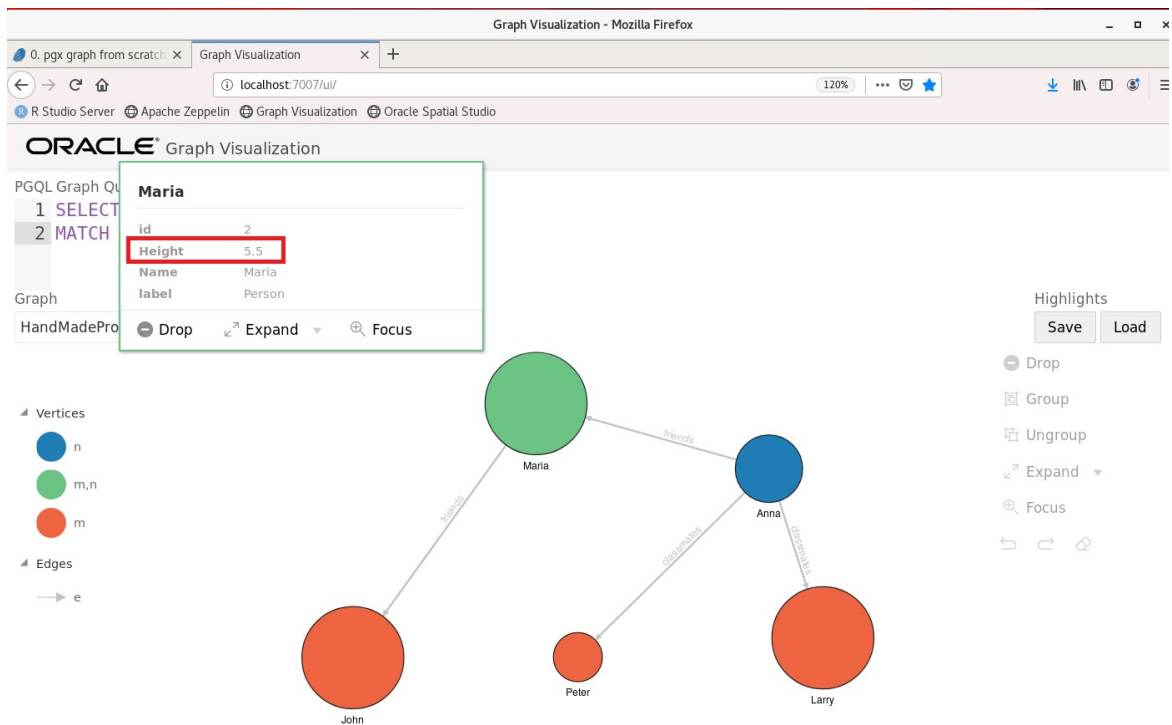 Graph Visualization - Mozilla Firefox
0. pgx graph from scratch
Graph Visualization
localhost:7007/ui/
120%
R Studio Server Apache Zeppelin Graph Visualization Oracle Spatial Studio
ORACLE Graph Visualization
PGQL Graph Qu
1 SELECT
2 MATCH
Maria
id 2
Height 5.5
Name Maria
label Person
Drop Expand Focus
Graph
HandMadePro
Highlights
Save Load
Drop
Group
Ungroup
Expand
Focus
Vertices
n
m,n
m
Edges
e
friends
Maria
Anna
friends
classmates
classmates
John
Peter
Larry